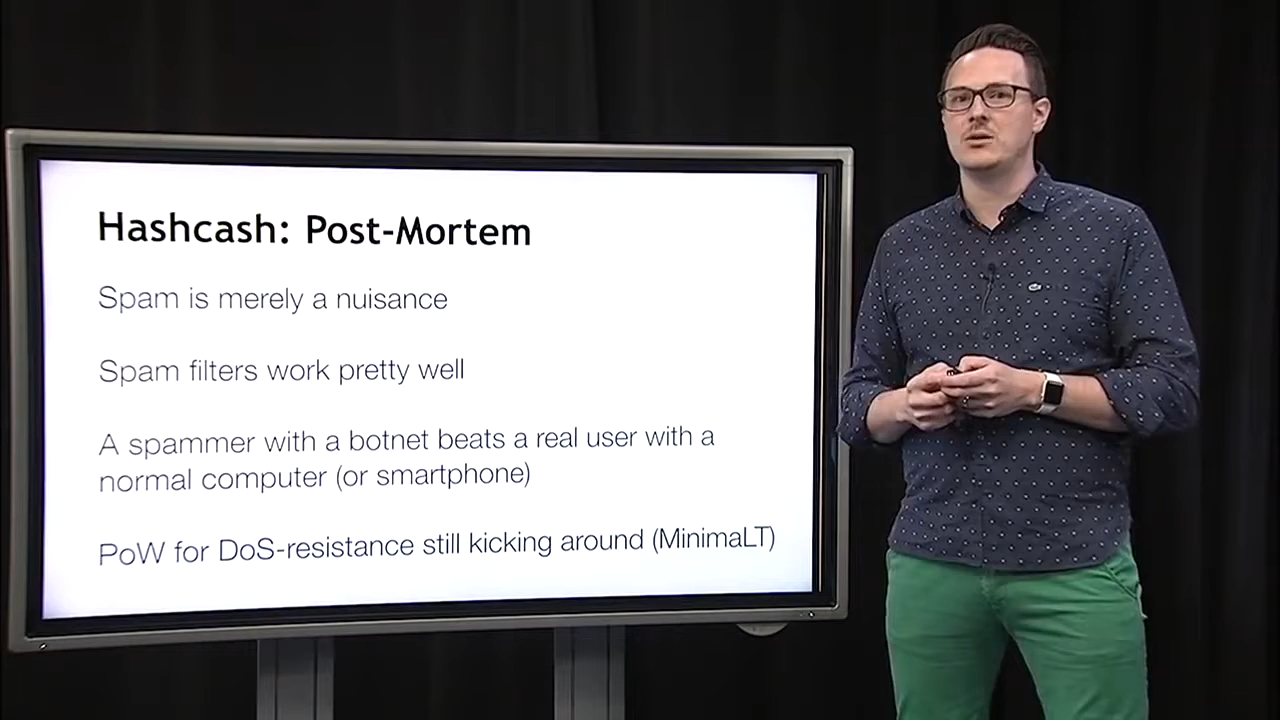 Hashcash: Post-Mortem
Spam is merely a nuisance
Spam filters work pretty well
A spammer with a botnet beats a real user with a
normal computer (or smartphone)
PoW for DoS-resistance still kicking around (MinimaLT)